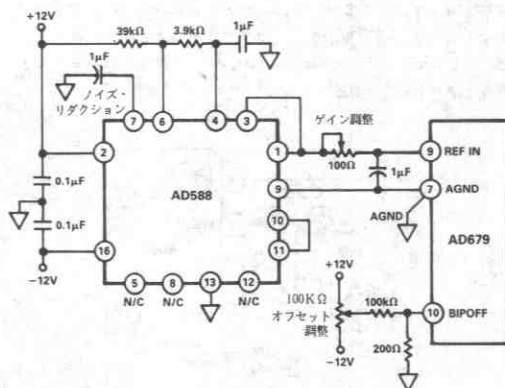 +12V
39kΩ
3.9kΩ
1μF
1μF
ノイズ・
リダクション
7
6
4
3
ゲイン調整
2
1
100Ω
9
REF IN
1μF
0.1μF
AD588
9
7
AGND
AGND
10
AD679
0.1μF
11
16
+12V
-12V
5
8
13
12
N/C
N/C
N/C
100KΩ
オフセット
調整
100kΩ
10
BIPOFF
200Ω
-12V